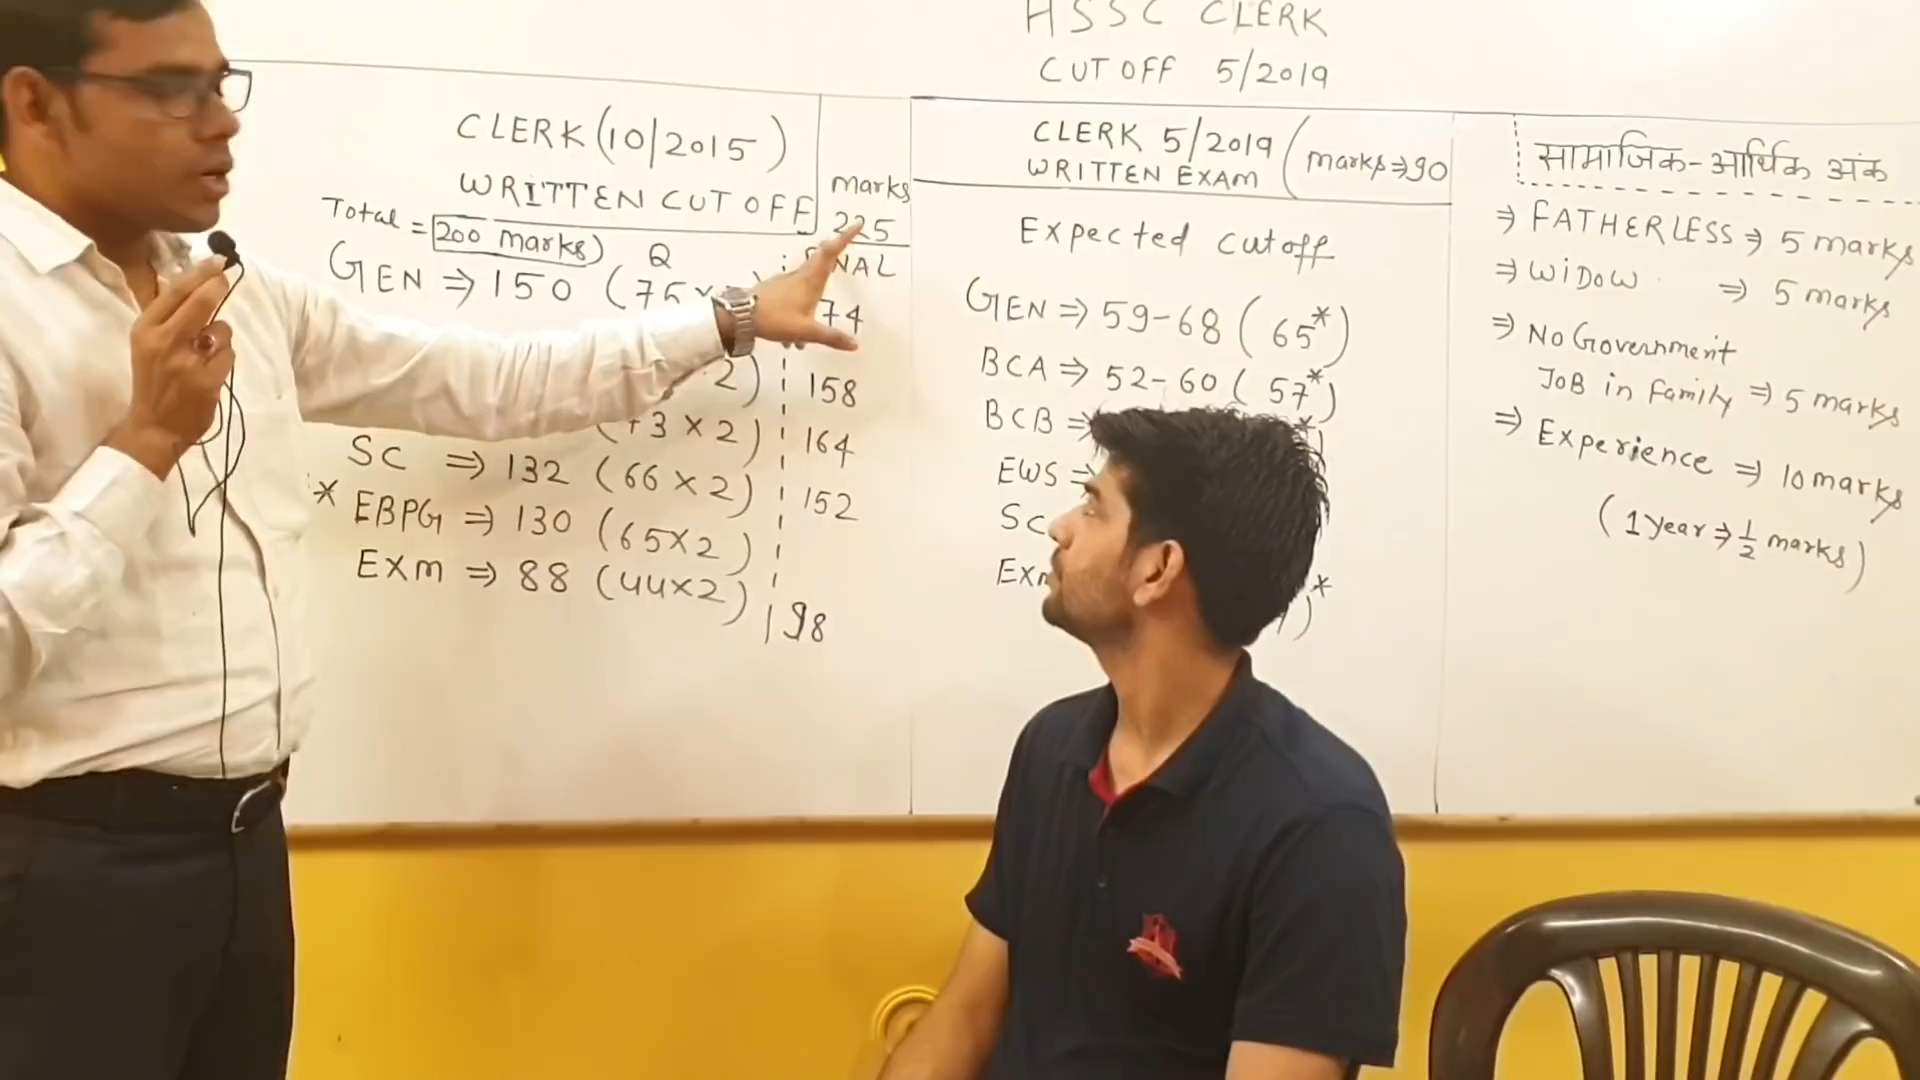 HSSC CLERK
CUT OFF 5/2019
CLERK (10/2015)
WRITTEN CUT OFF
marks
225
Total = 200 marks) Q
GEN ⇒ 150 (75
74
2) 158
3 × 2) 164
SC ⇒ 132 (66 × 2) 152
* EBPG ⇒ 130 (65×2)
EXM ⇒ 88 (44×2) 98
CLERK 5/2019 (marks⇒90
WRITTEN EXAM
Expected cutoff
GEN ⇒ 59-68 (65*)
BCA ⇒ 52-60 (57*)
BCB ⇒
EWS ⇒
SC
सामाजिक-आर्थिक अंक
⇒ FATHERLESS ⇒ 5 marks
⇒ WIDOW ⇒ 5 marks
⇒ No Government
JOB in family ⇒ 5 marks
⇒ Experience ⇒ 10 marks
(1 Year ⇒ 1/2 marks)